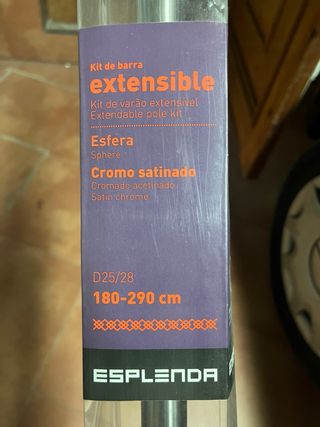 Kit de barra
extensible
Kit de varão extensível
Extendable pole kit
Esfera
Sphere
Cromo satinado
Cromado acetinado
Satin chrome
D25/28
180-290 cm
ESPLENDA